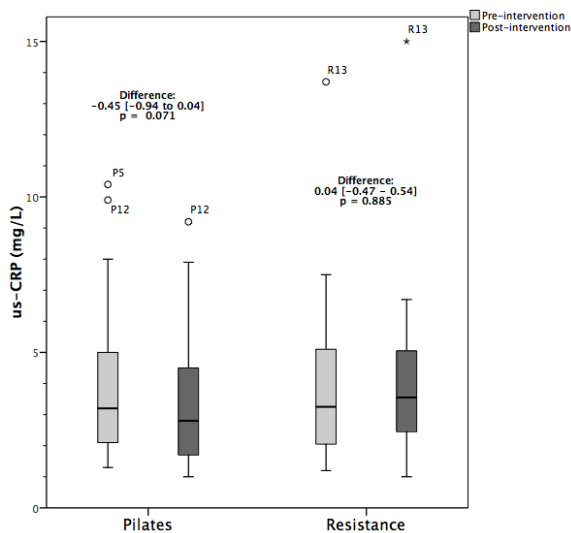 Pre-intervention
Post-intervention
15
R13
R13
Difference:
-0.45 [-0.94 to 0.04]
p = 0.071
P5
P12
P12
Difference:
0.04 [-0.47 - 0.54]
p = 0.885
10
5
0
us-CRP (mg/L)
Pilates
Resistance